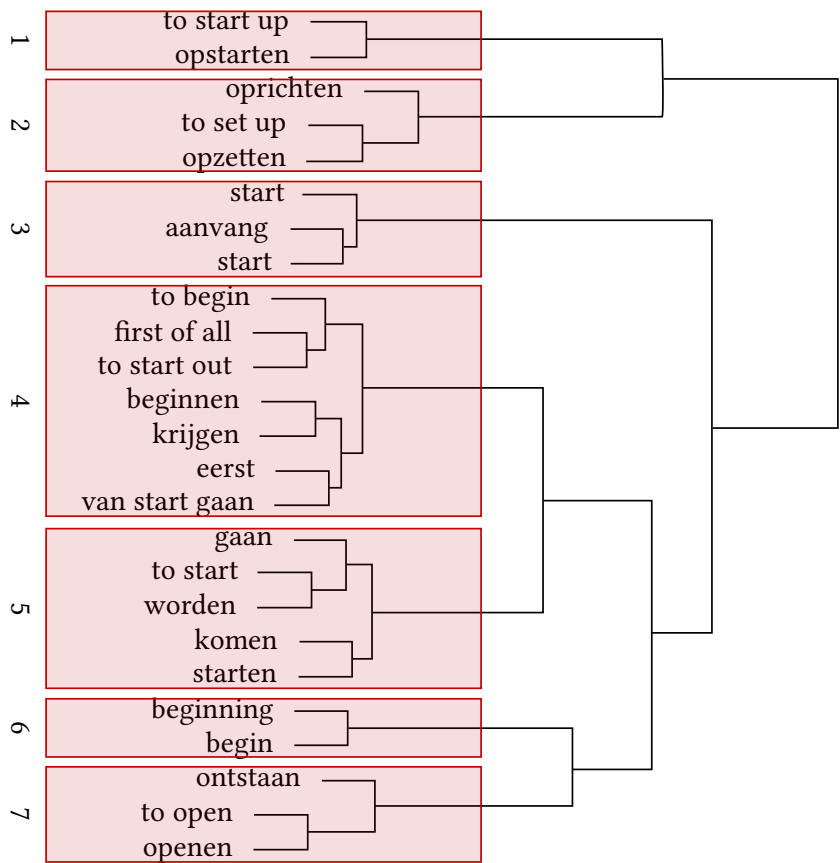 1
to start up
opstarten
2
oprichten
to set up
opzetten
3
start
aanvang
start
4
to begin
first of all
to start out
beginnen
krijgen
eerst
van start gaan
5
gaan
to start
worden
komen
starten
6
beginning
begin
7
ontstaan
to open
openen